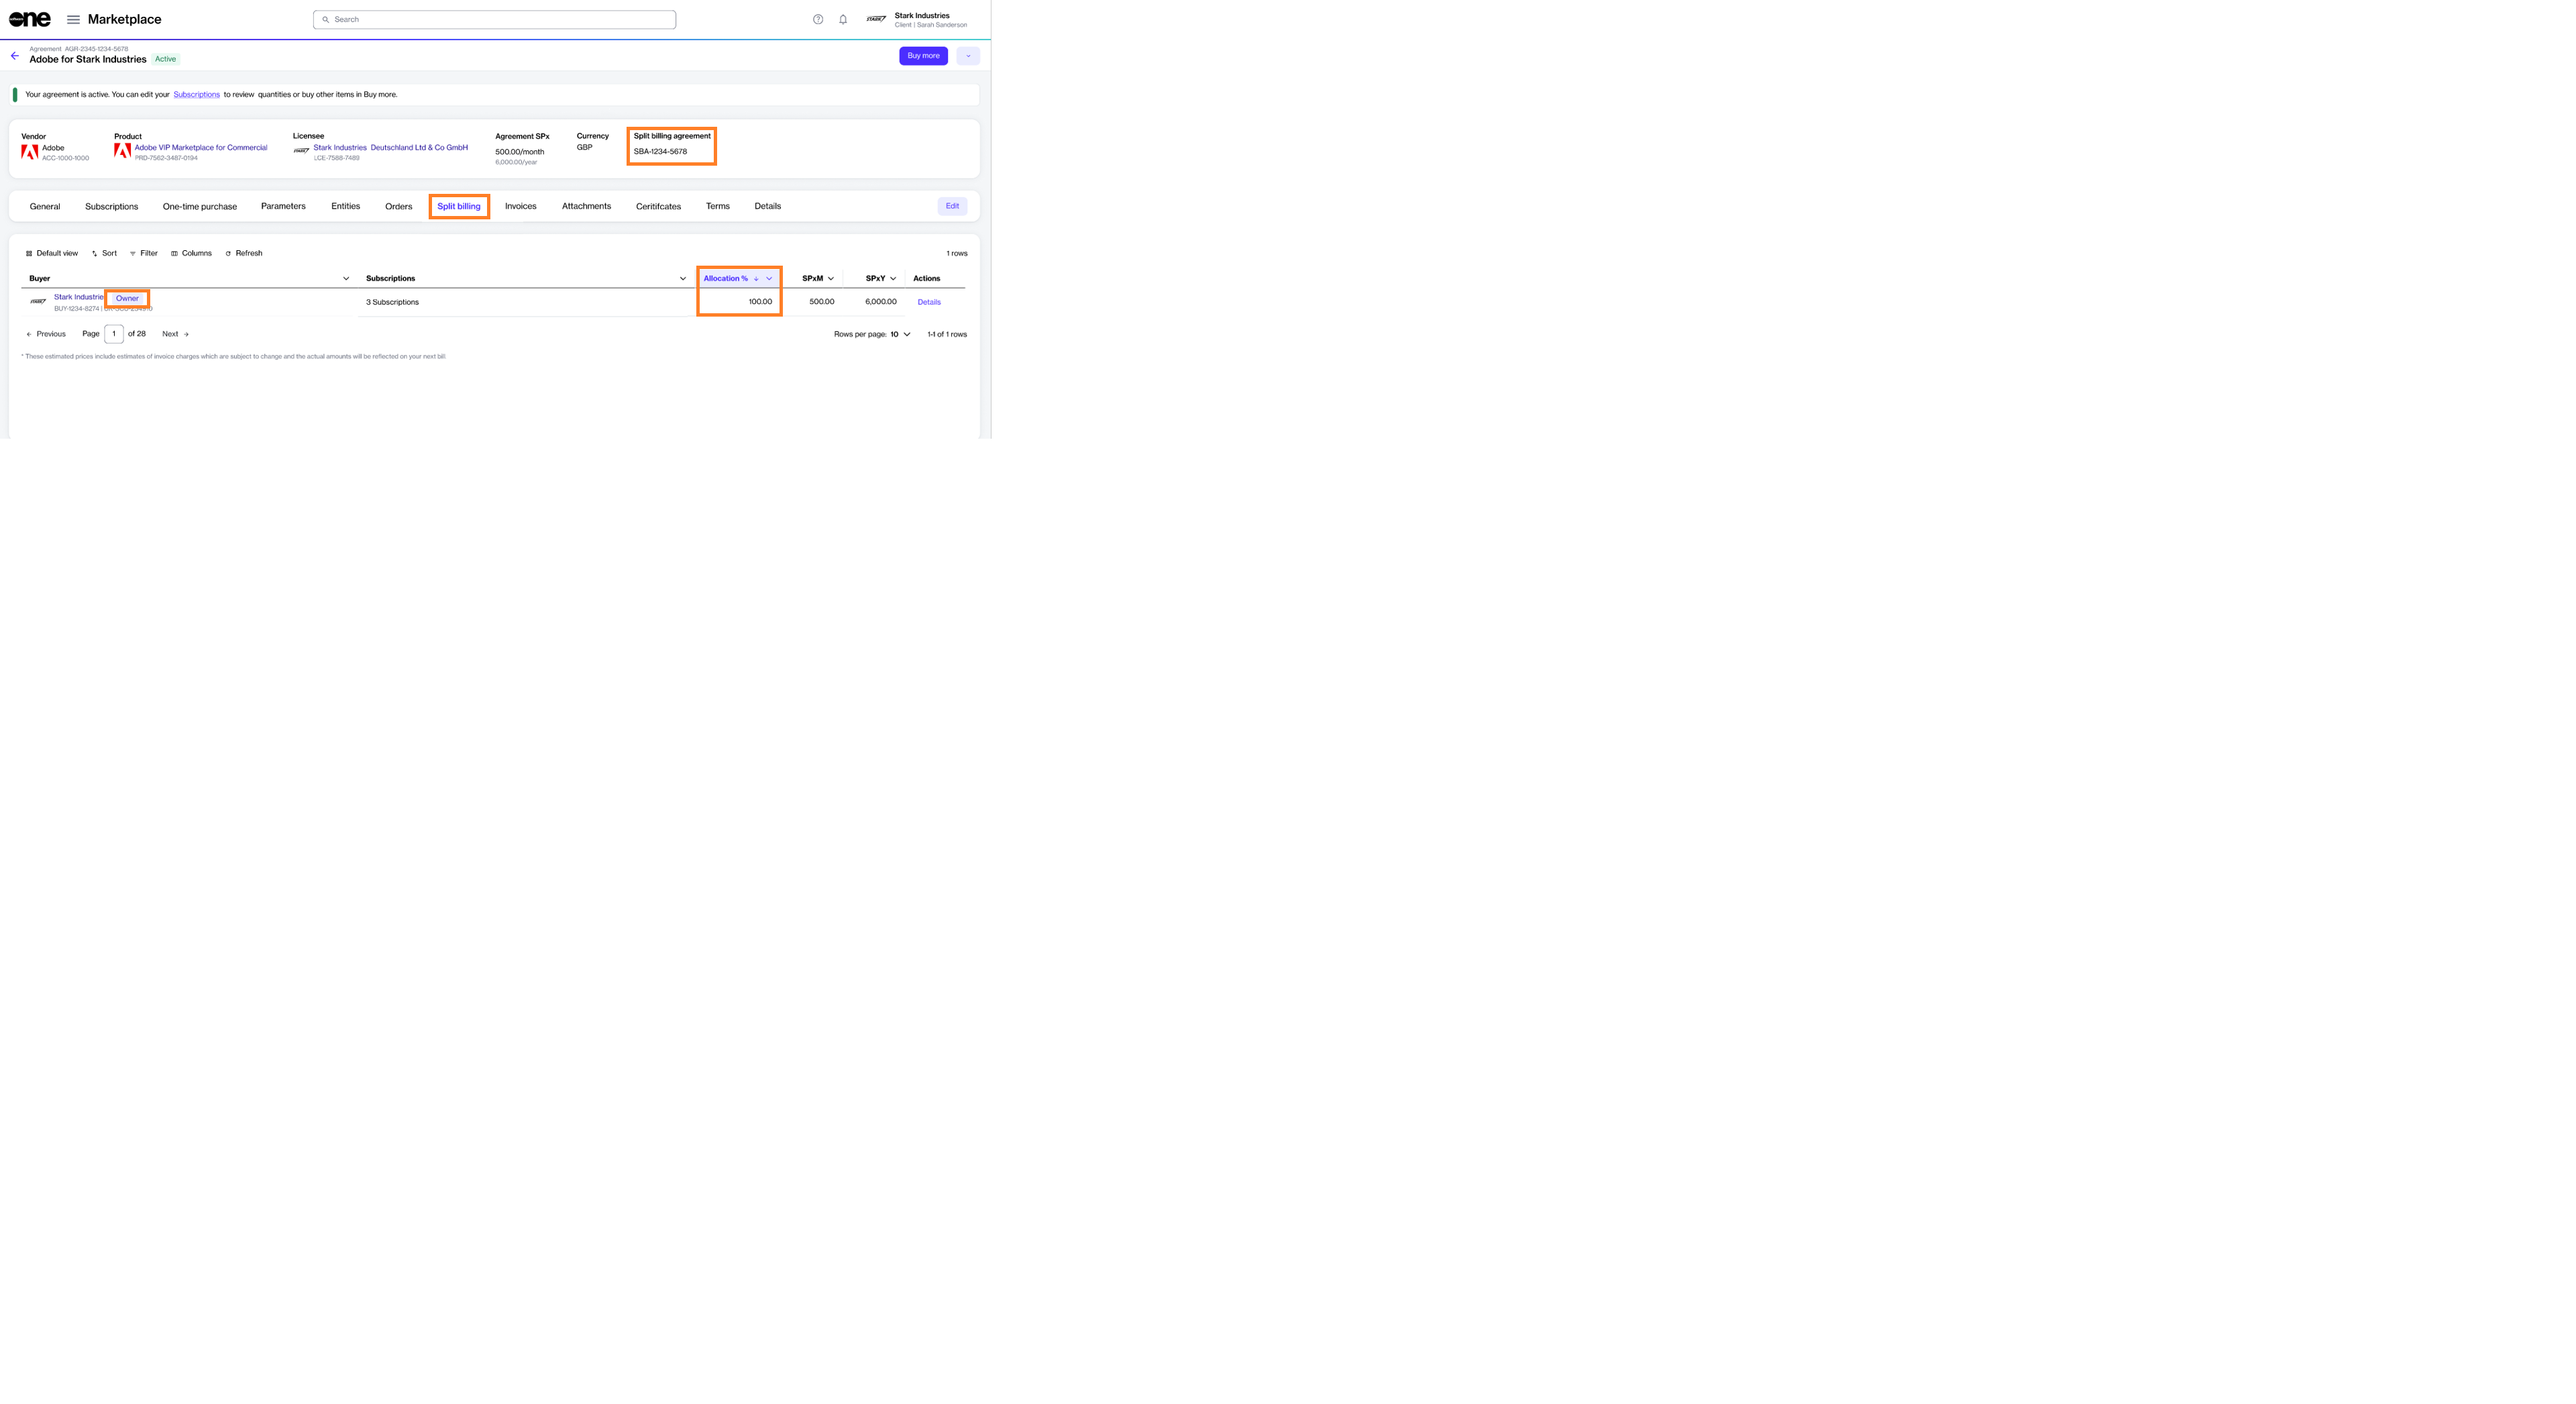 one
Marketplace
Search
Stark Industries
Client | Sarah Sanderson
Agreement AGR-2345-1234-5678
Adobe for Stark Industries Active
Buy more
Your agreement is active. You can edit your Subscriptions to review quantities or buy other items in Buy more.
Vendor
Adobe
ACC-1000-1000
Product
Adobe VIP Marketplace for Commercial
PRD-7562-3487-0194
Licensee
Stark Industries Deutschland Ltd & Co GmbH
LCE-7588-7489
Agreement SPx
500.00/month
6,000.00/year
Currency
GBP
Split billing agreement
SBA-1234-5678
General Subscriptions One-time purchase Parameters Entities Orders Split billing Invoices Attachments Ceritifcates Terms Details Edit
Default view Sort Filter Columns Refresh 1 rows
Buyer Subscriptions Allocation % SPxM SPxY Actions
Stark Industrie Owner 3 Subscriptions 100.00 500.00 6,000.00 Details
BUY-1234-8274 |
Previous Page 1 of 28 Next Rows per page: 10 1-1 of 1 rows
* These estimated prices include estimates of invoice charges which are subject to change and the actual amounts will be reflected on your next bill.